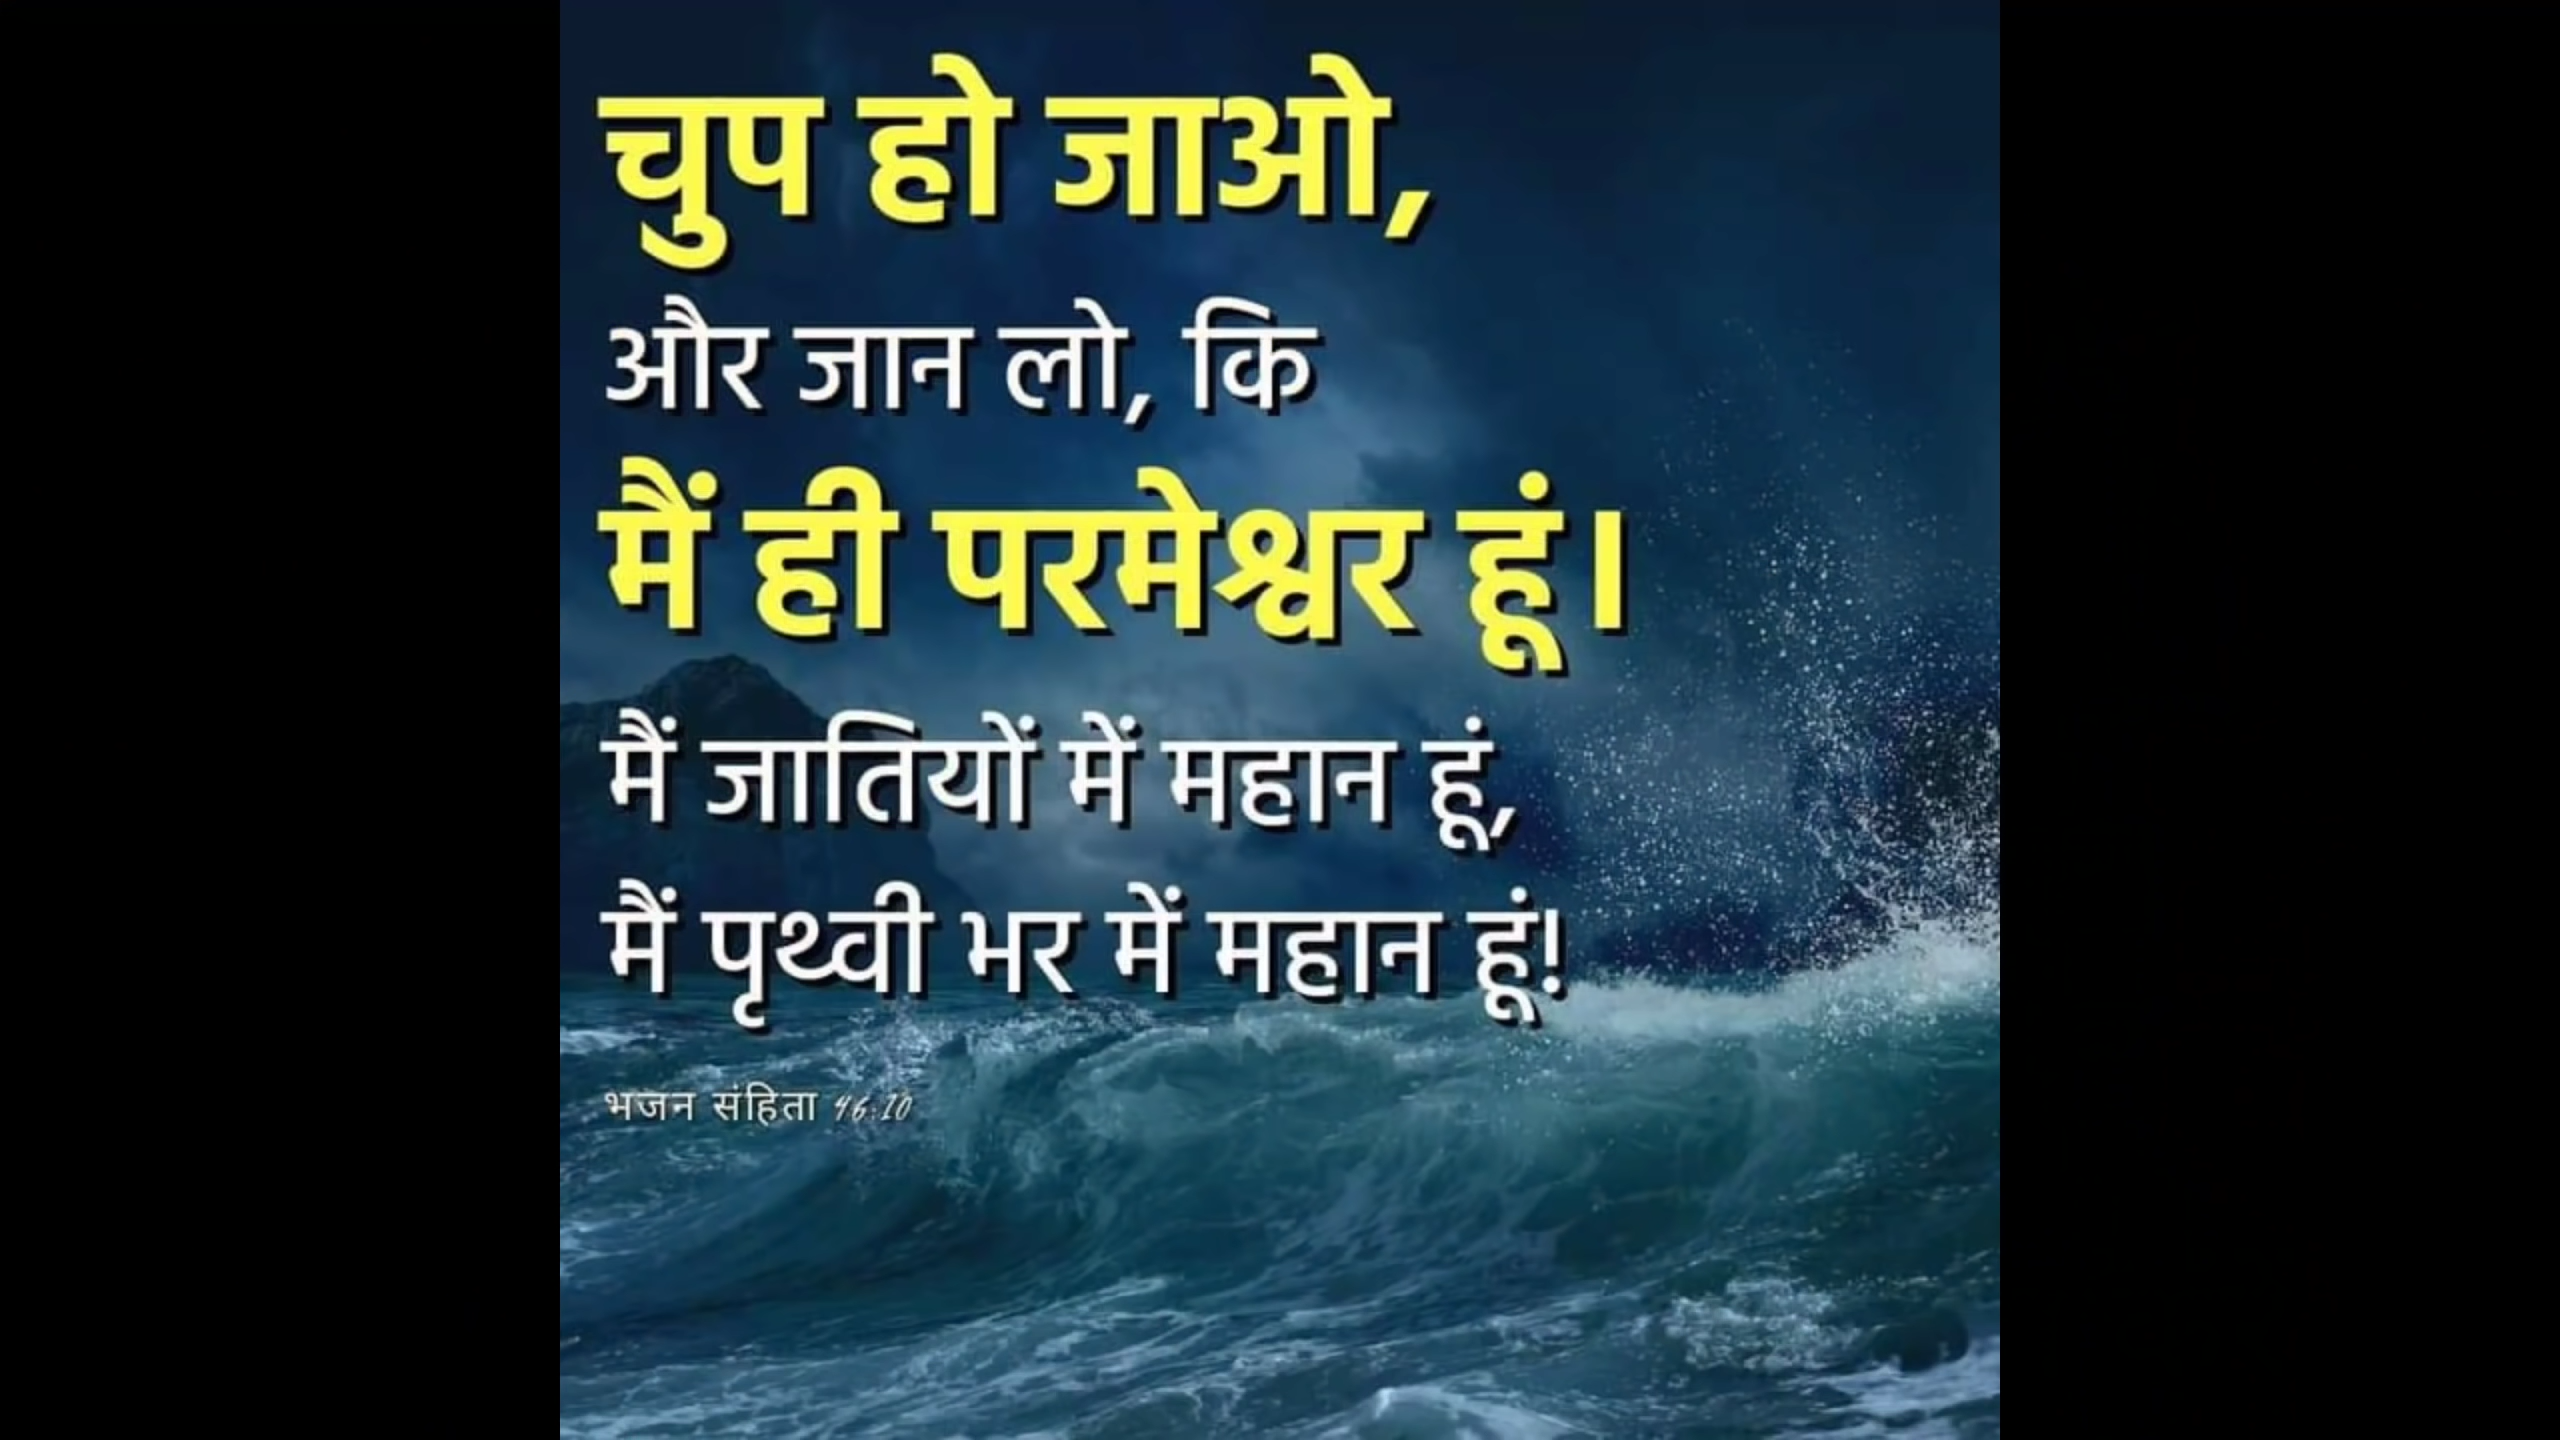 चुप हो जाओ,
और जान लो, कि
मैं ही परमेश्वर हूं।
मैं जातियों में महान हूं,
मैं पृथ्वी भर में महान हूं!
भजन संहिता 46:10